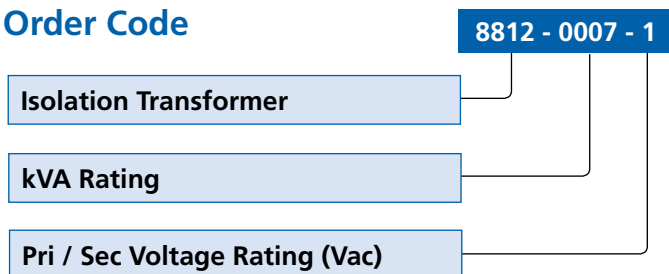 Order Code
8812 - 0007 - 1
Isolation Transformer
kVA Rating
Pri / Sec Voltage Rating (Vac)